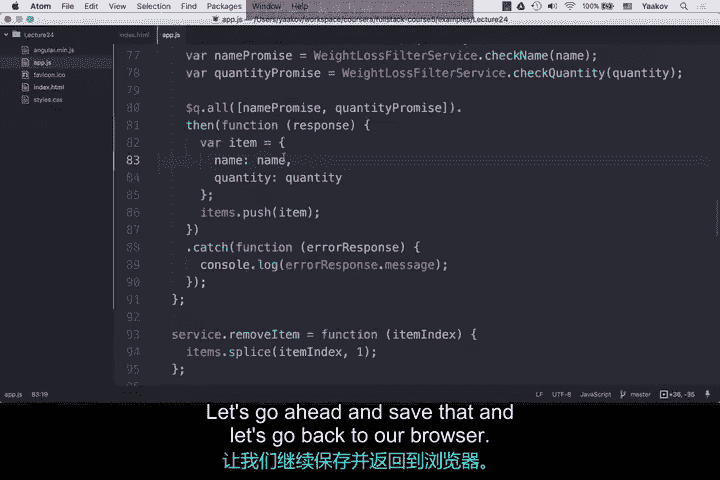 Atom File Edit View Selection Find Packages Window Help 100% Yaakov
app.js — /Users/yaakov/workspace/coursera/fullstack-course5/examples/Lecture24
Lecture24
angular.min.js
app.js
favicon.ico
index.html
styles.css
index.html app.js
77 var namePromise = WeightLossFilterService.checkName(name);
78 var quantityPromise = WeightLossFilterService.checkQuantity(quantity);
79
80 $q.all([namePromise, quantityPromise]).
81 then(function (response) {
82 var item = {
83 name: name,
84 quantity: quantity
85 };
86 items.push(item);
87 })
88 .catch(function (errorResponse) {
89 console.log(errorResponse.message);
90 });
91 };
92
93 service.removeItem = function (itemIndex) {
94 items.splice(itemIndex, 1);
95 };
app.js 83:19 LF UTF-8 JavaScript master +36, -35
Let's go ahead and save that and
let's go back to our browser.
让我们继续保存并返回到浏览器。